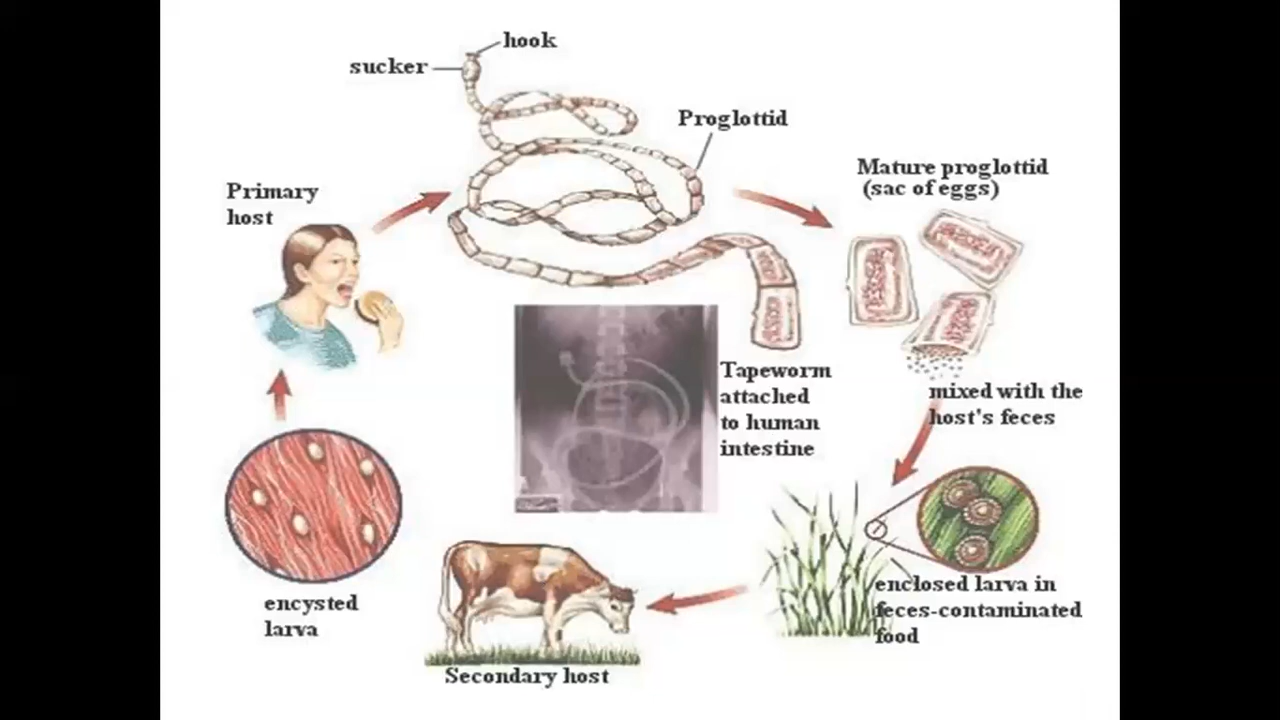 hook
sucker
Proglottid
Mature proglottid
(sac of eggs)
Primary
host
Tapeworm
attached
to human
intestine
mixed with the
host's feces
encysted
larva
enclosed larva in
feces-contaminated
food
Secondary host